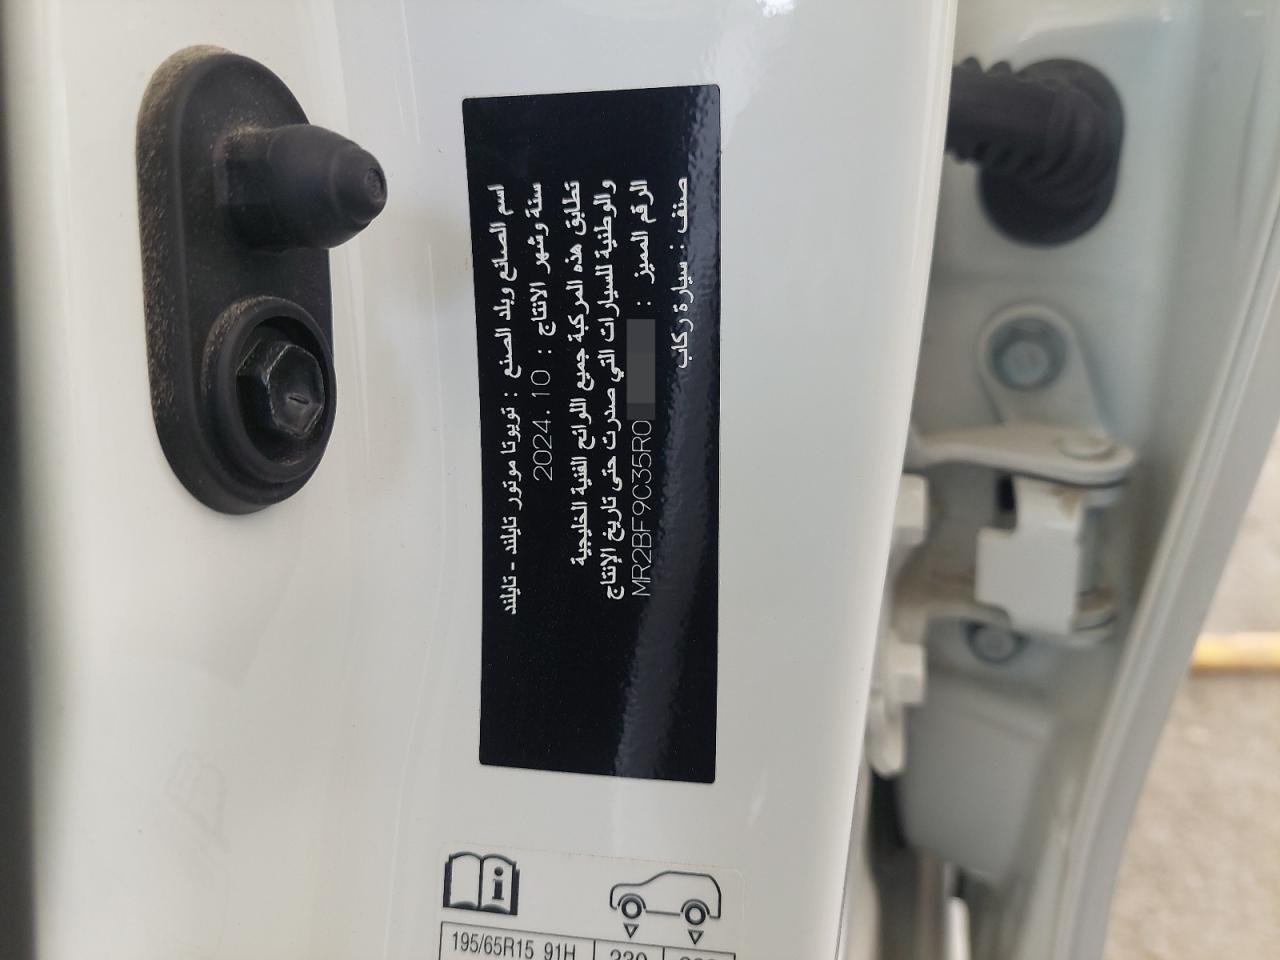 اسم الصانع وبلد الصنع : تويوتا موتور تايلند - تايلند
سنة وشهر الانتاج : 2024.10
تطابق هذه المركبة جميع اللوائح الفنية الخليجية
والوطنية للسيارات التي صدرت حتى تاريخ الإنتاج
الرقم المميز : MR2BF9C35R0
صنف : سيارة ركاب
195/65R15 91H